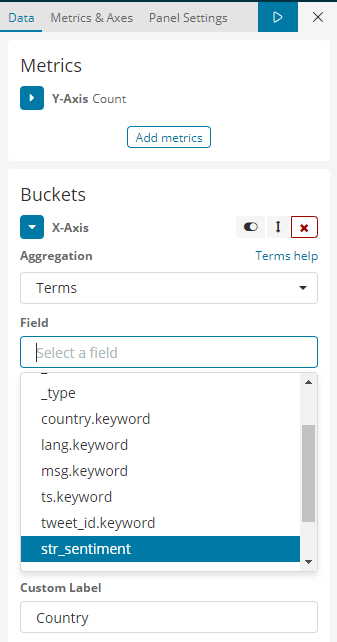 Data Metrics & Axes Panel Settings
Metrics
Y-Axis Count
Add metrics
Buckets
X-Axis
Aggregation Terms help
Terms
Field
Select a field
_type
country.keyword
lang.keyword
msg.keyword
ts.keyword
tweet_id.keyword
str_sentiment
Custom Label
Country